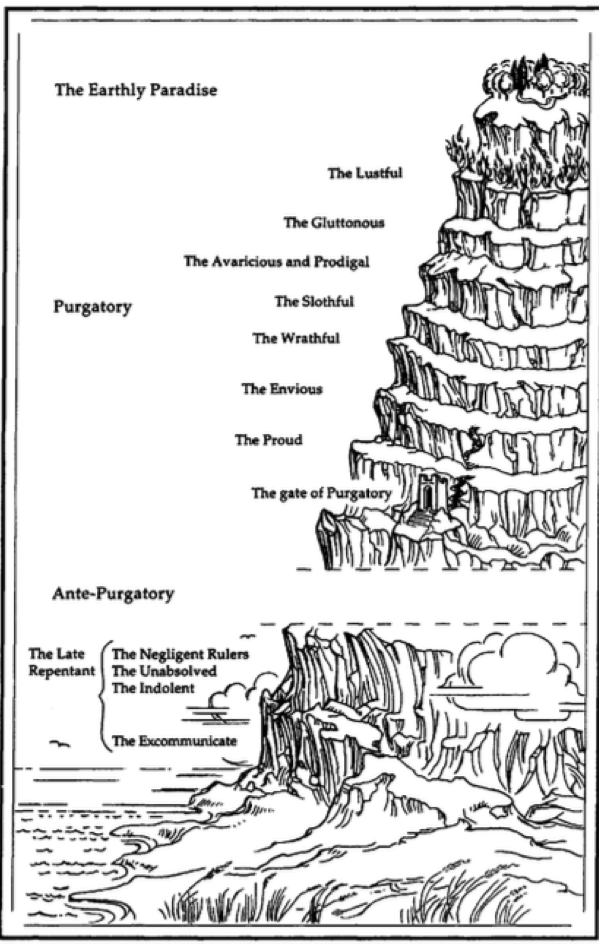 The Earthly Paradise
The Lustful
The Gluttonous
The Avaricious and Prodigal
The Slothful
Purgatory
The Wrathful
The Envious
The Proud
The gate of Purgatory
Ante-Purgatory
The Late
Repentant
The Negligent Rulers
The Unabsolved
The Indolent
The Excommunicate